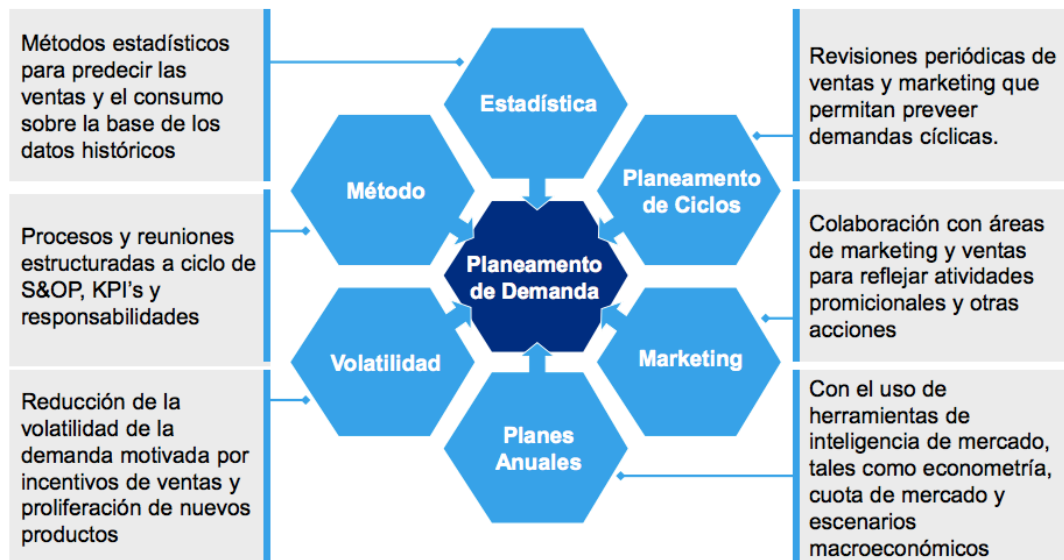 Métodos estadísticos
para predecir las
ventas y el consumo
sobre la base de los
datos históricos
Procesos y reuniones
estructuradas a ciclo de
S&OP, KPI's y
responsabilidades
Reducción de la
volatilidad de la
demanda motivada por
incentivos de ventas y
proliferación de nuevos
productos
Estadística
Método
Planeamento
de Ciclos
Planeamento
de Demanda
Volatilidad
Marketing
Planes
Anuales
Revisiones periódicas de
ventas y marketing que
permitan preveer
demandas cíclicas.
Colaboración con áreas
de marketing y ventas
para reflejar atividades
promicionales y otras
acciones
Con el uso de
herramientas de
inteligencia de mercado,
tales como econometría,
cuota de mercado y
escenarios
macroeconómicos